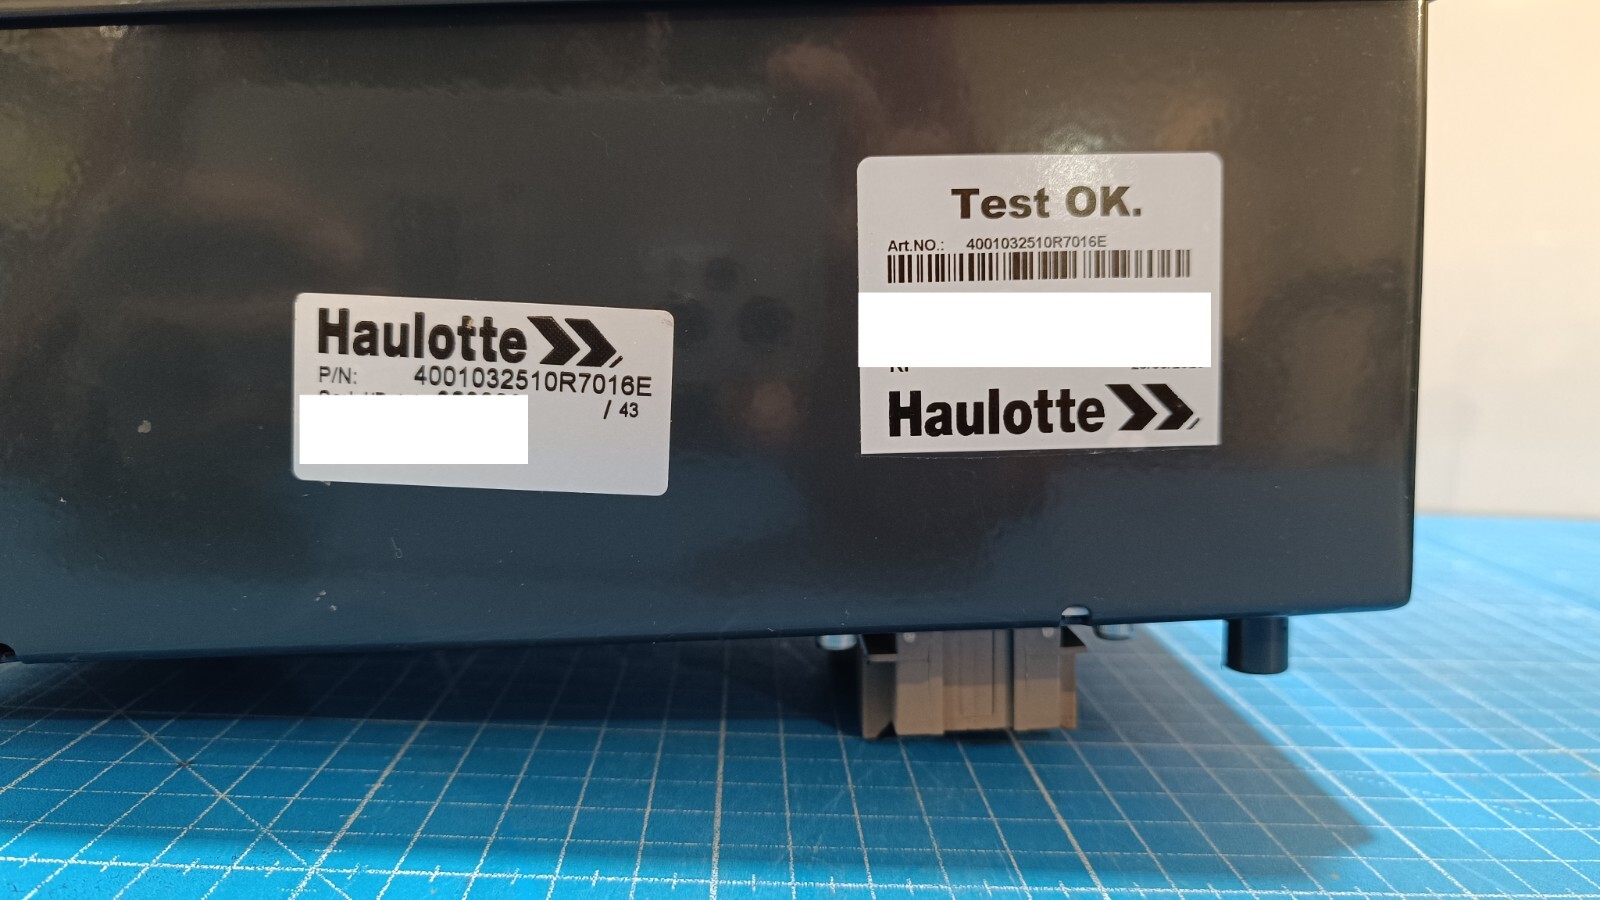 Haulotte
P/N: 4001032510R7016E
/ 43
Test OK.
Art.NO.: 4001032510R7016E
Haulotte